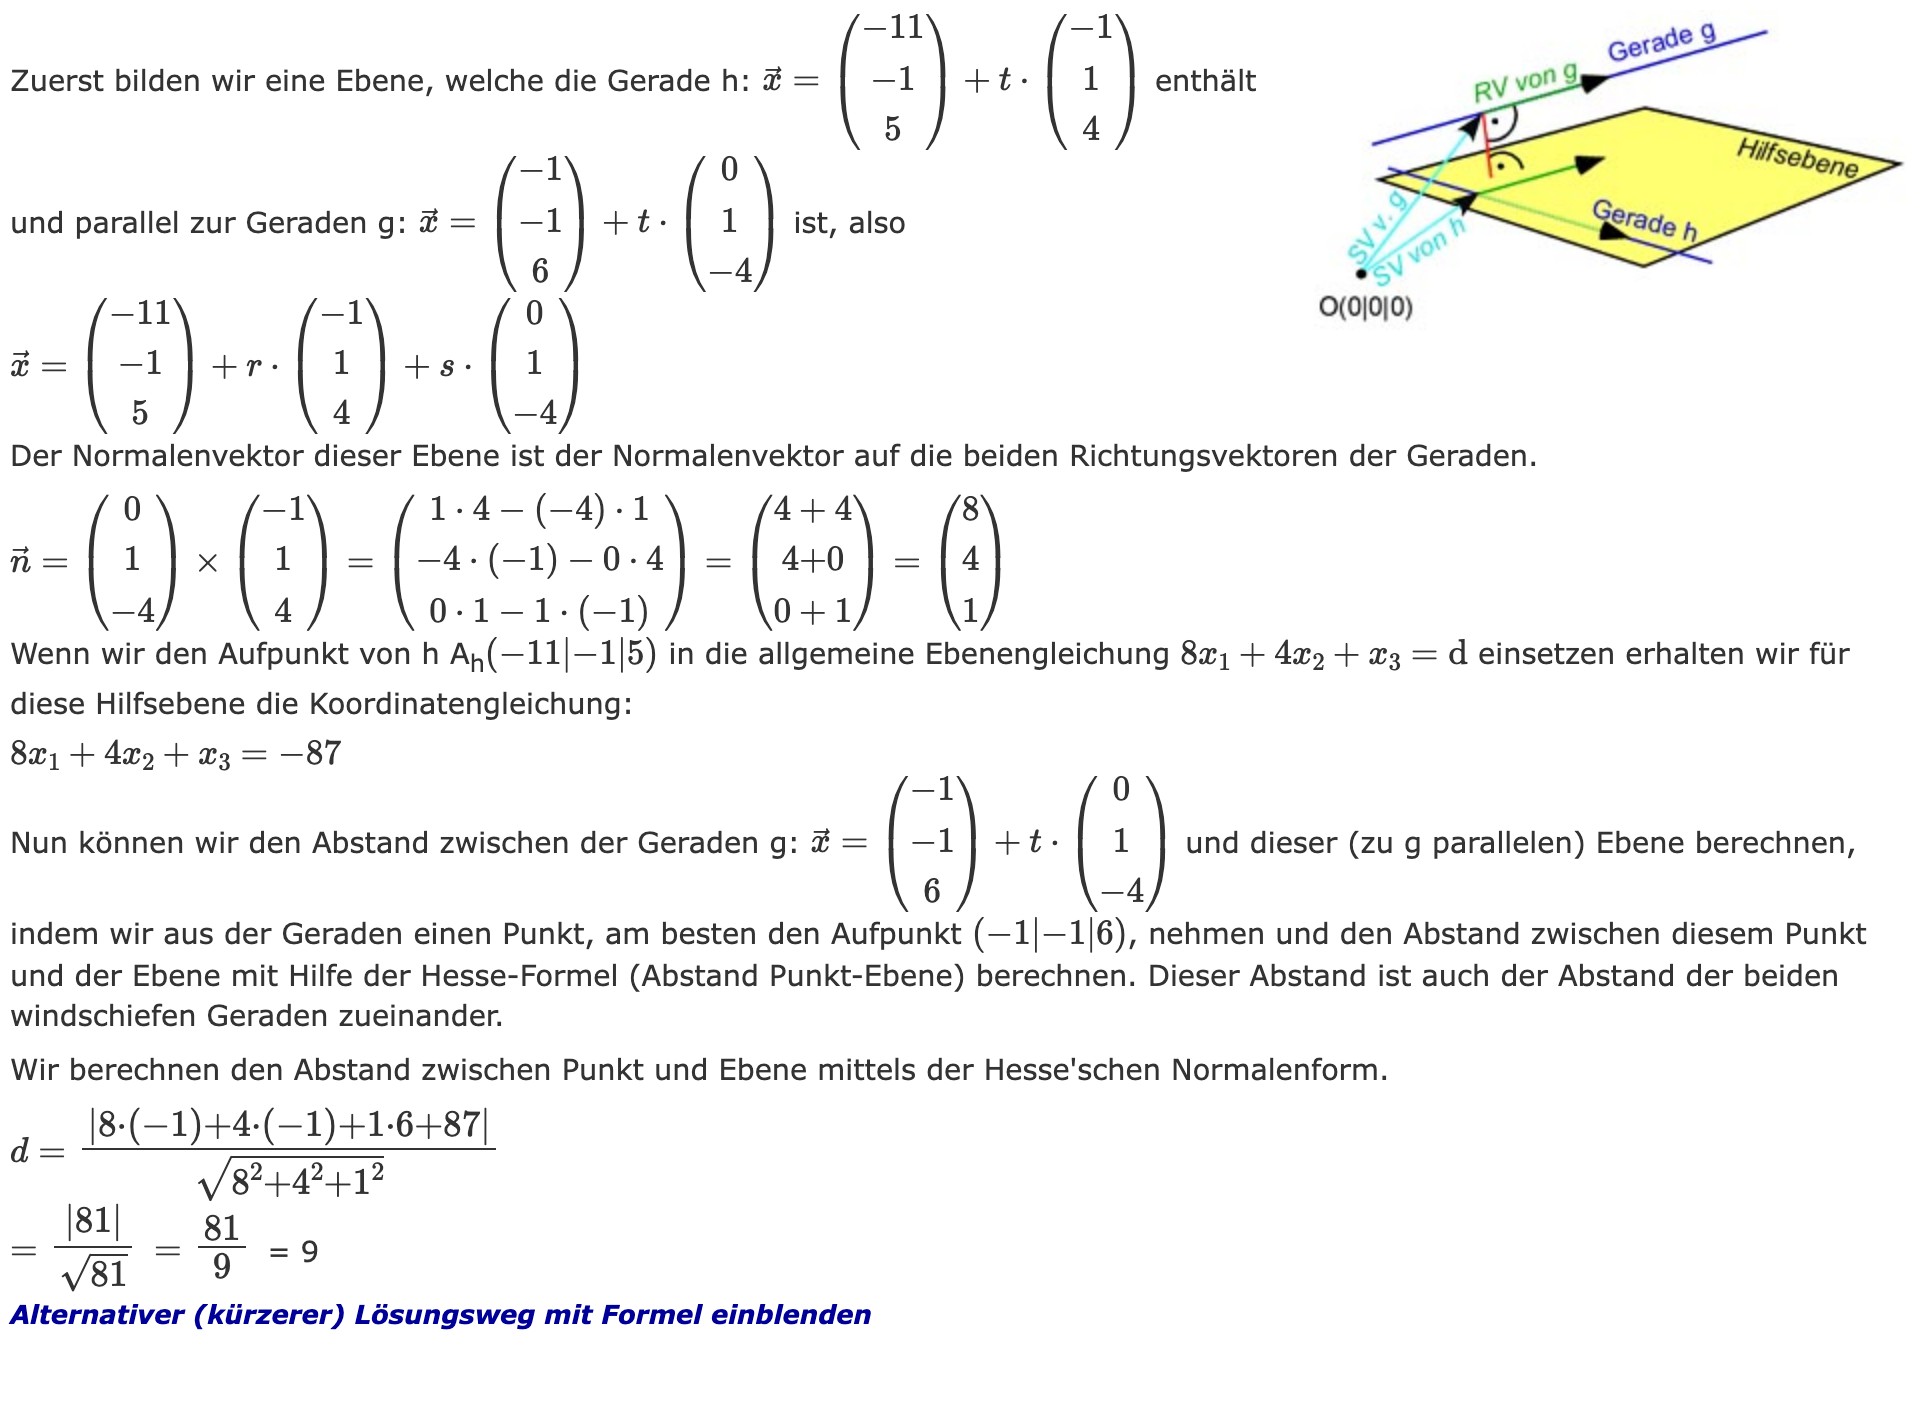 Zuerst bilden wir eine Ebene, welche die Gerade h: $\vec{x} = \begin{pmatrix} -11 \\ -1 \\ 5 \end{pmatrix} + t \cdot \begin{pmatrix} -1 \\ 1 \\ 4 \end{pmatrix}$ enthält
und parallel zur Geraden g: $\vec{x} = \begin{pmatrix} -1 \\ -1 \\ 6 \end{pmatrix} + t \cdot \begin{pmatrix} 0 \\ 1 \\ -4 \end{pmatrix}$ ist, also
$\vec{x} = \begin{pmatrix} -11 \\ -1 \\ 5 \end{pmatrix} + r \cdot \begin{pmatrix} -1 \\ 1 \\ 4 \end{pmatrix} + s \cdot \begin{pmatrix} 0 \\ 1 \\ -4 \end{pmatrix}$
Gerade g
RV von g
Hilfsebene
Gerade h
SV v. g
SV von h
O(0|0|0)
Der Normalenvektor dieser Ebene ist der Normalenvektor auf die beiden Richtungsvektoren der Geraden.
$\vec{n} = \begin{pmatrix} 0 \\ 1 \\ -4 \end{pmatrix} \times \begin{pmatrix} -1 \\ 1 \\ 4 \end{pmatrix} = \begin{pmatrix} 1 \cdot 4 - (-4) \cdot 1 \\ -4 \cdot (-1) - 0 \cdot 4 \\ 0 \cdot 1 - 1 \cdot (-1) \end{pmatrix} = \begin{pmatrix} 4 + 4 \\ 4+0 \\ 0 + 1 \end{pmatrix} = \begin{pmatrix} 8 \\ 4 \\ 1 \end{pmatrix}$
Wenn wir den Aufpunkt von h $A_h(-11|-1|5)$ in die allgemeine Ebenengleichung $8x_1 + 4x_2 + x_3 = d$ einsetzen erhalten wir für
diese Hilfsebene die Koordinatengleichung:
$8x_1 + 4x_2 + x_3 = -87$
Nun können wir den Abstand zwischen der Geraden g: $\vec{x} = \begin{pmatrix} -1 \\ -1 \\ 6 \end{pmatrix} + t \cdot \begin{pmatrix} 0 \\ 1 \\ -4 \end{pmatrix}$ und dieser (zu g parallelen) Ebene berechnen,
indem wir aus der Geraden einen Punkt, am besten den Aufpunkt $(-1|-1|6)$, nehmen und den Abstand zwischen diesem Punkt
und der Ebene mit Hilfe der Hesse-Formel (Abstand Punkt-Ebene) berechnen. Dieser Abstand ist auch der Abstand der beiden
windschiefen Geraden zueinander.
Wir berechnen den Abstand zwischen Punkt und Ebene mittels der Hesse'schen Normalenform.
$d = \frac{|8 \cdot (-1) + 4 \cdot (-1) + 1 \cdot 6 + 87|}{\sqrt{8^2 + 4^2 + 1^2}}$
$= \frac{|81|}{\sqrt{81}} = \frac{81}{9} = 9$
Alternativer (kürzerer) Lösungsweg mit Formel einblenden